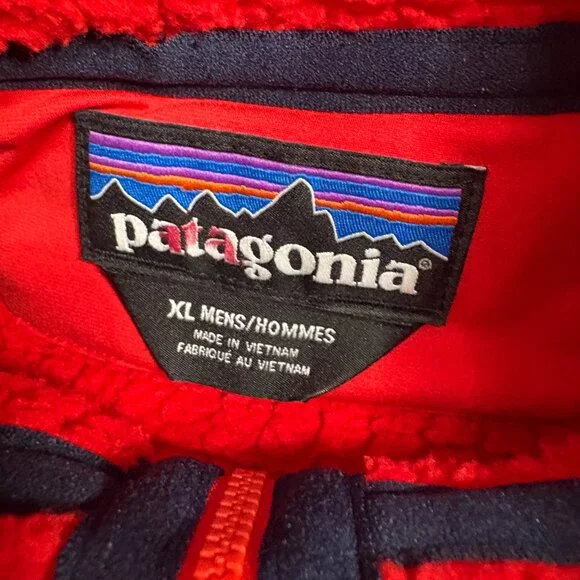 patagonia®
XL MENS/HOMMES
MADE IN VIETNAM
FABRIQUÉ AU VIETNAM